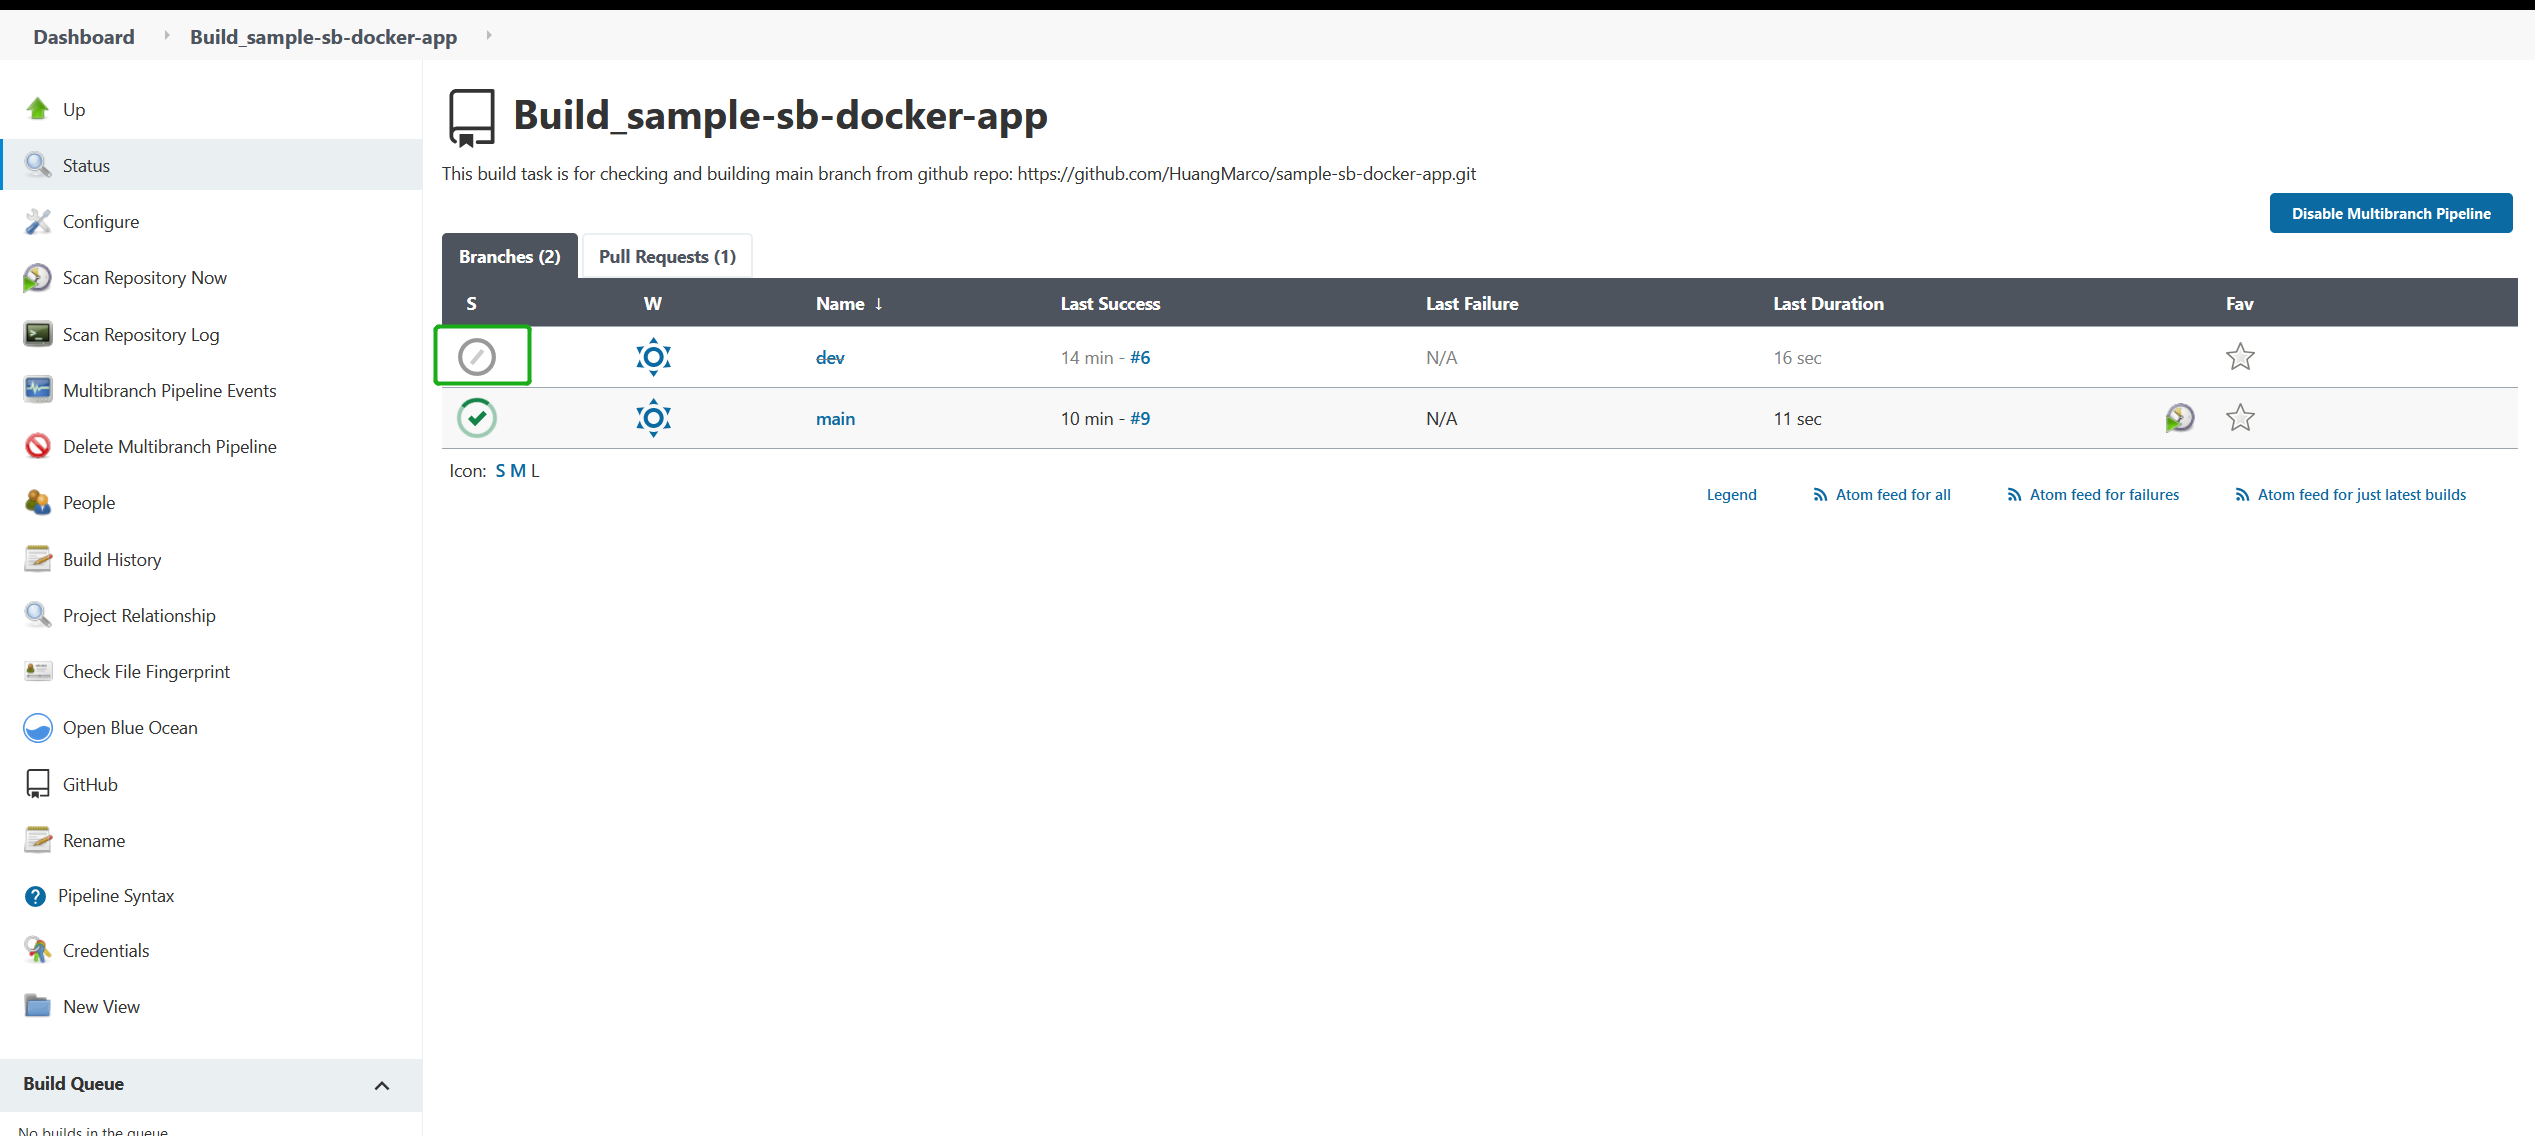 Dashboard Build_sample-sb-docker-app
Up
Status
Configure
Scan Repository Now
Scan Repository Log
Multibranch Pipeline Events
Delete Multibranch Pipeline
People
Build History
Project Relationship
Check File Fingerprint
Open Blue Ocean
GitHub
Rename
Pipeline Syntax
Credentials
New View
Build Queue
No builds in the queue
Build_sample-sb-docker-app
This build task is for checking and building main branch from github repo: https://github.com/HuangMarco/sample-sb-docker-app.git
Disable Multibranch Pipeline
Branches (2) Pull Requests (1)
S W Name ↓ Last Success Last Failure Last Duration Fav
dev 14 min - #6 N/A 16 sec
main 10 min - #9 N/A 11 sec
Icon: S M L
Legend Atom feed for all Atom feed for failures Atom feed for just latest builds